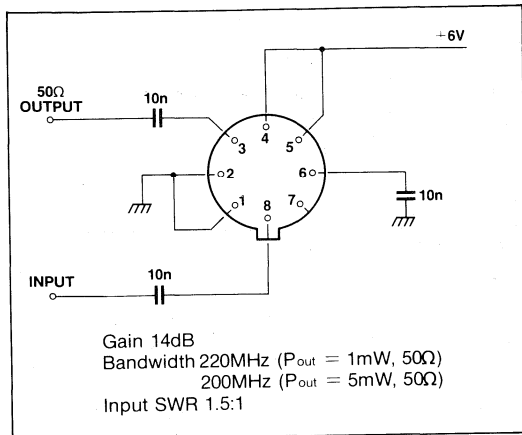 +6V
50Ω
OUTPUT
10n
3
4
5
2
6
1
8
7
10n
INPUT
10n
Gain 14dB
Bandwidth 220MHz (Pout = 1mW, 50Ω)
200MHz (Pout = 5mW, 50Ω)
Input SWR 1.5:1